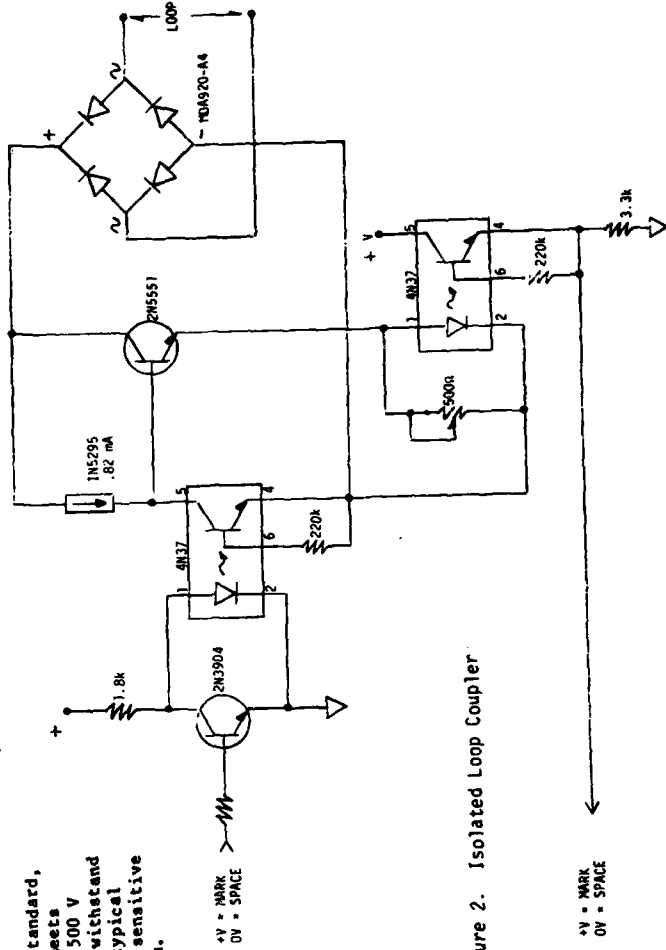 tandard,
eets
500 V
withstand
ypical
sensitive
+
1.8k
2N3904
+V = MARK
0V = SPACE
1N5295
.82 mA
4N37
1
2
5
4
6
220k
2N5551
+
~
~
-
MDA920-A4
LOOP
+ V
4N37
1
2
5
4
6
500Ω
220k
3.3k
ure 2. Isolated Loop Coupler
+V = MARK
0V = SPACE